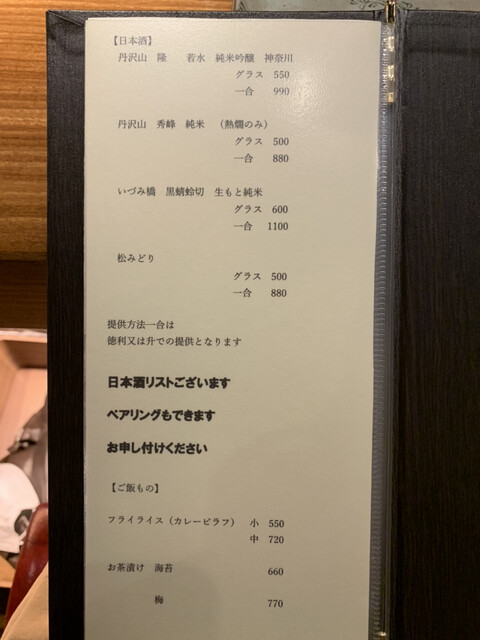 【日本酒】
丹沢山 隆 若水 純米吟醸 神奈川
グラス 550
一合 990
丹沢山 秀峰 純米 （熱燗のみ）
グラス 500
一合 880
いづみ橋 黒蜻蛉切 生もと純米
グラス 600
一合 1100
松みどり
グラス 500
一合 880
提供方法一合は
徳利又は升での提供となります
日本酒リストございます
ペアリングもできます
お申し付けください
【ご飯もの】
フライライス（カレーピラフ） 小 550
中 720
お茶漬け 海苔 660
梅 770